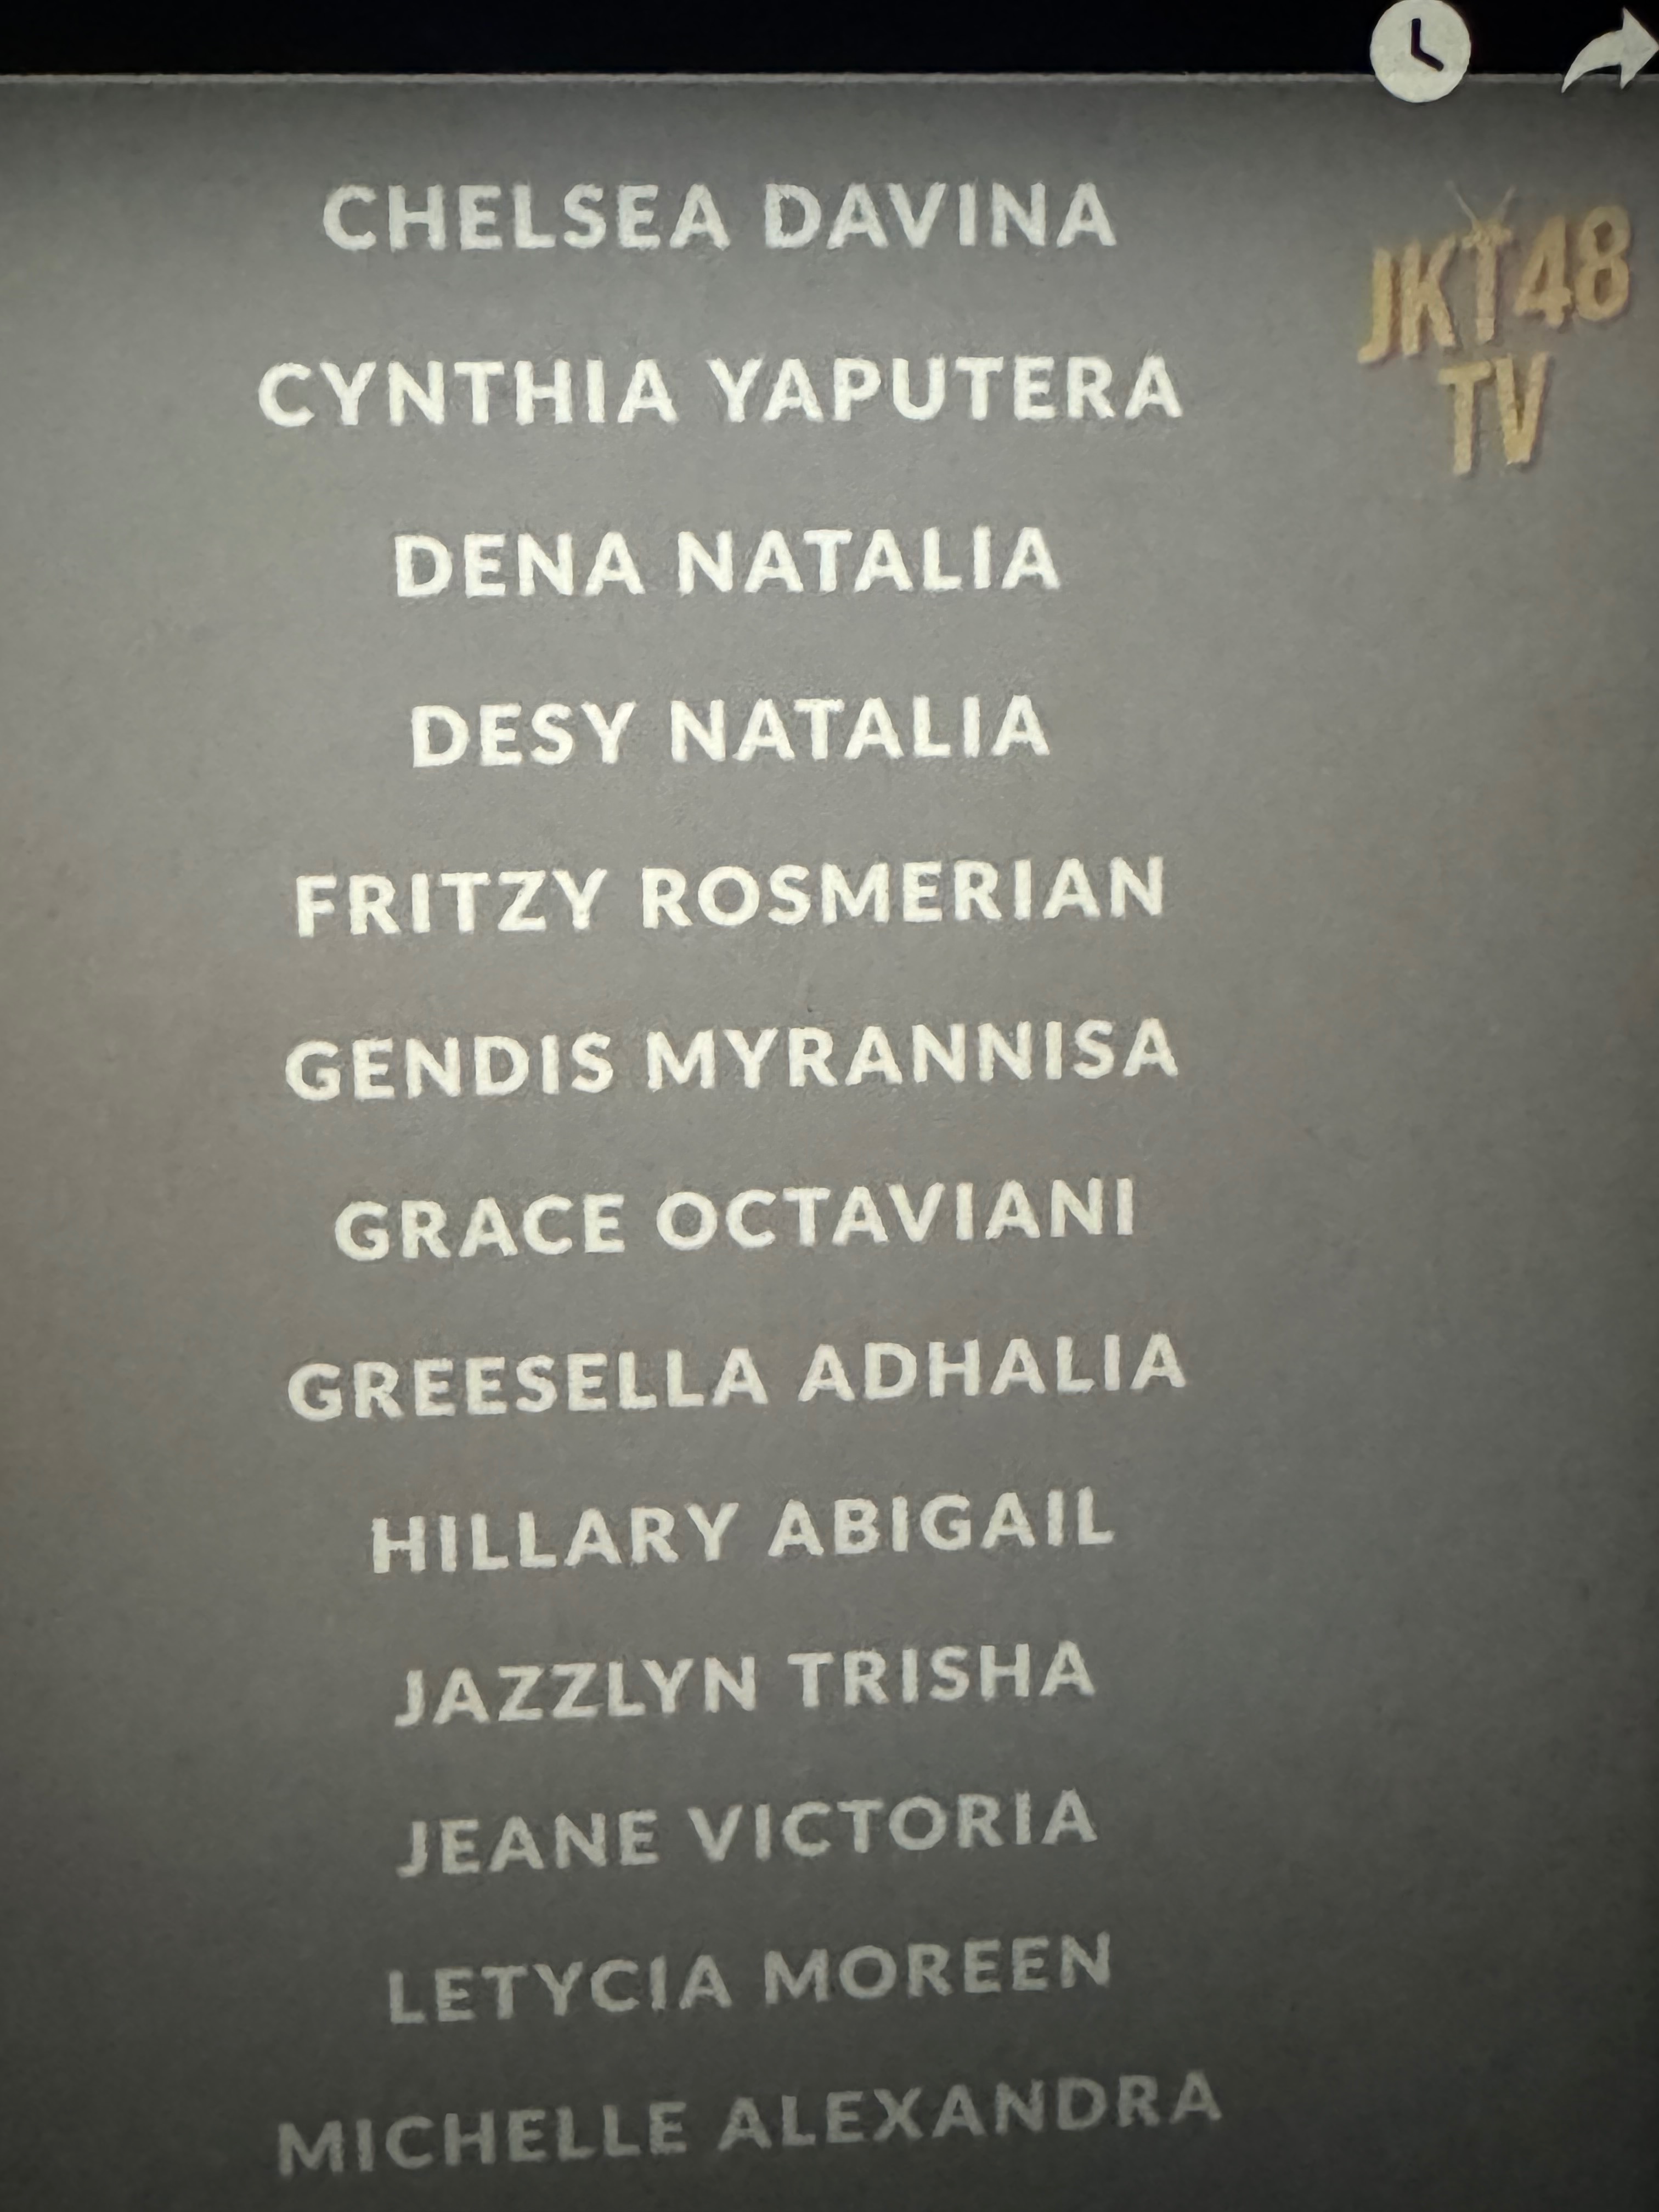 CHELSEA DAVINA
JKT48
TV
CYNTHIA YAPUTERA
DENA NATALIA
DESY NATALIA
FRITZY ROSMERIAN
GENDIS MYRANNISA
GRACE OCTAVIANI
GREESELLA ADHALIA
HILLARY ABIGAIL
JAZZLYN TRISHA
JEANE VICTORIA
LETYCIA MOREEN
MICHELLE ALEXANDRA